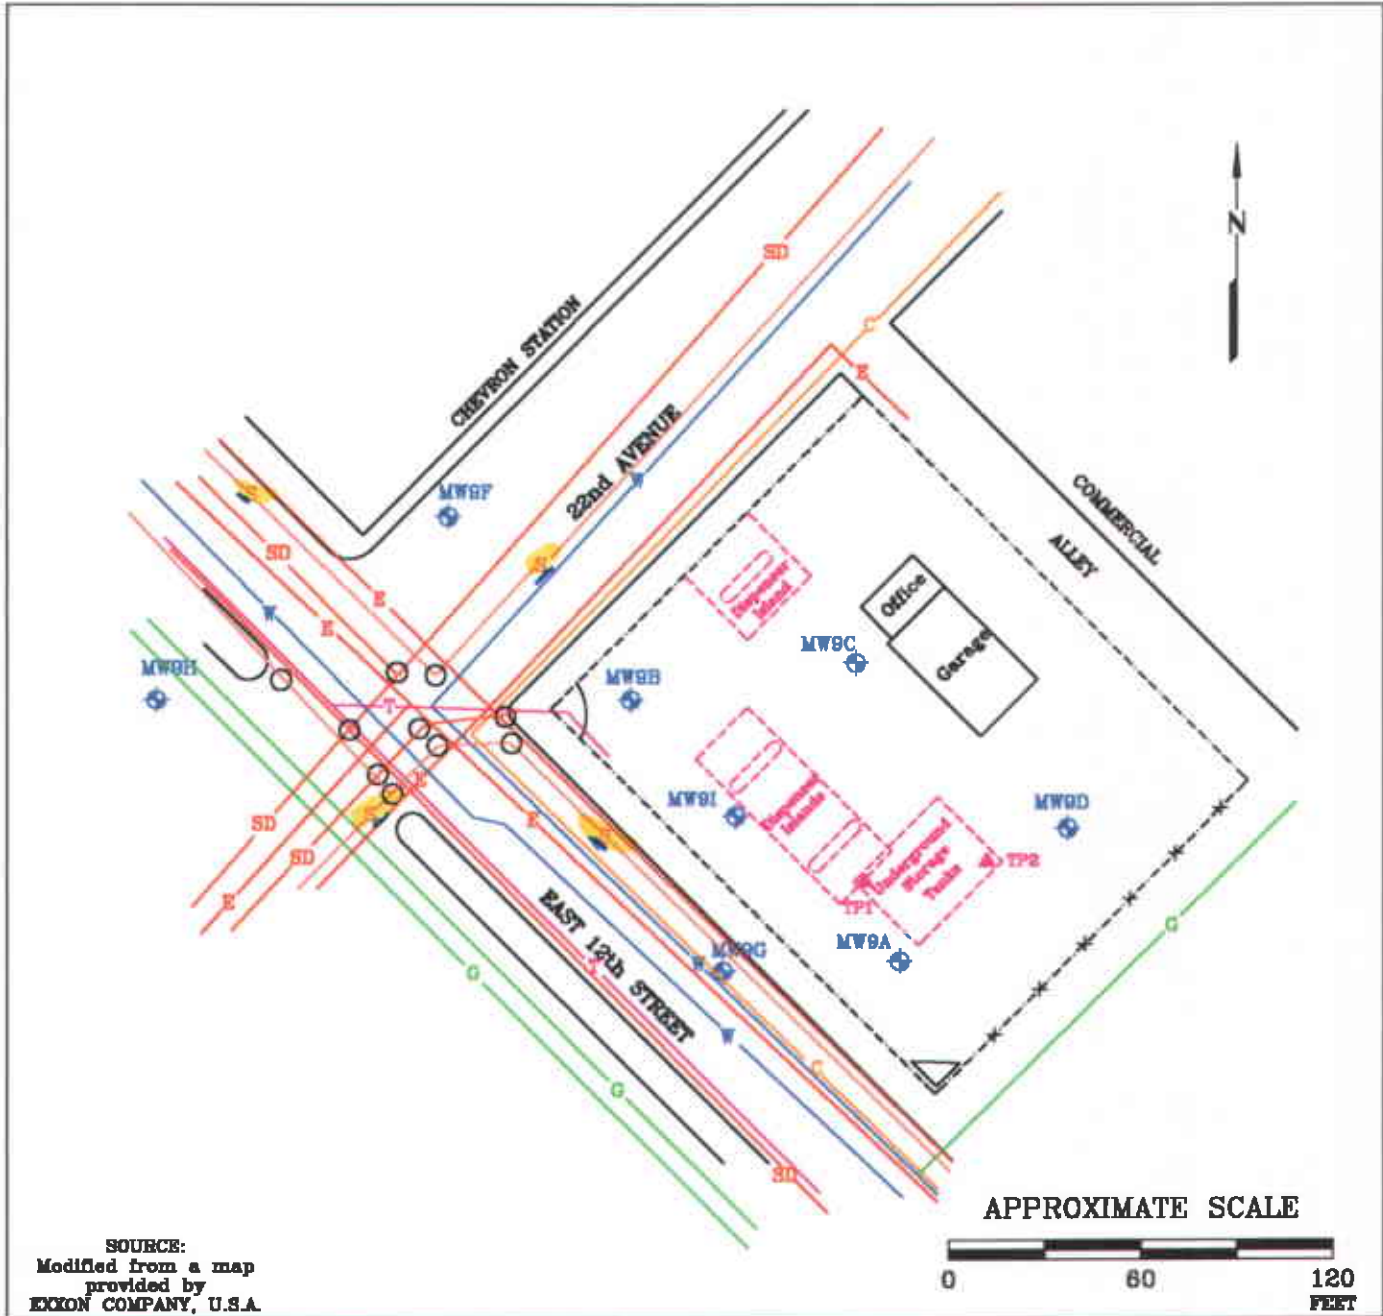 SD
N
C
CHEVRON STATION
E
22nd AVENUE
W
COMMERCIAL
S
MW9F
ALLEY
SD
S
Dispenser
Island
Office
E
W
E
Garage
MW9C
MW9H
MW9B
T
E
MW9I
Dispenser
Islands
MW9D
S
SD
E
S
Underground
Storage
Tanks
TP2
SD
E
TP1
EAST 12th STREET
MW9A
MW9G
W
G
G
W
C
G
SD
APPROXIMATE SCALE
0 60 120
FEET
SOURCE:
Modified from a map
provided by
EXXON COMPANY, U.S.A.